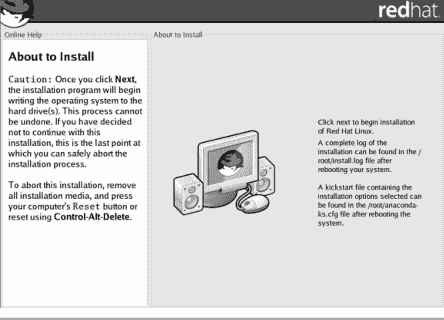 redhat.
Online Help
About to Install
About to Install
Caution: Once you click Next,
the installation program will begin
writing the operating system to the
hard drive(s). This process cannot
be undone. If you have decided
not to continue with this
installation, this is the last point at
which you can safely abort the
installation process.
To abort this installation, remove
all installation media, and press
your computer's Reset button or
reset using Control-Alt-Delete.
Click next to begin installation
of Red Hat Linux.
A complete log of the
installation can be found in the /
root/install.log file after
rebooting your system.
A kickstart file containing the
installation options selected can
be found in the /root/anaconda-
ks.cfg file after rebooting the
system.